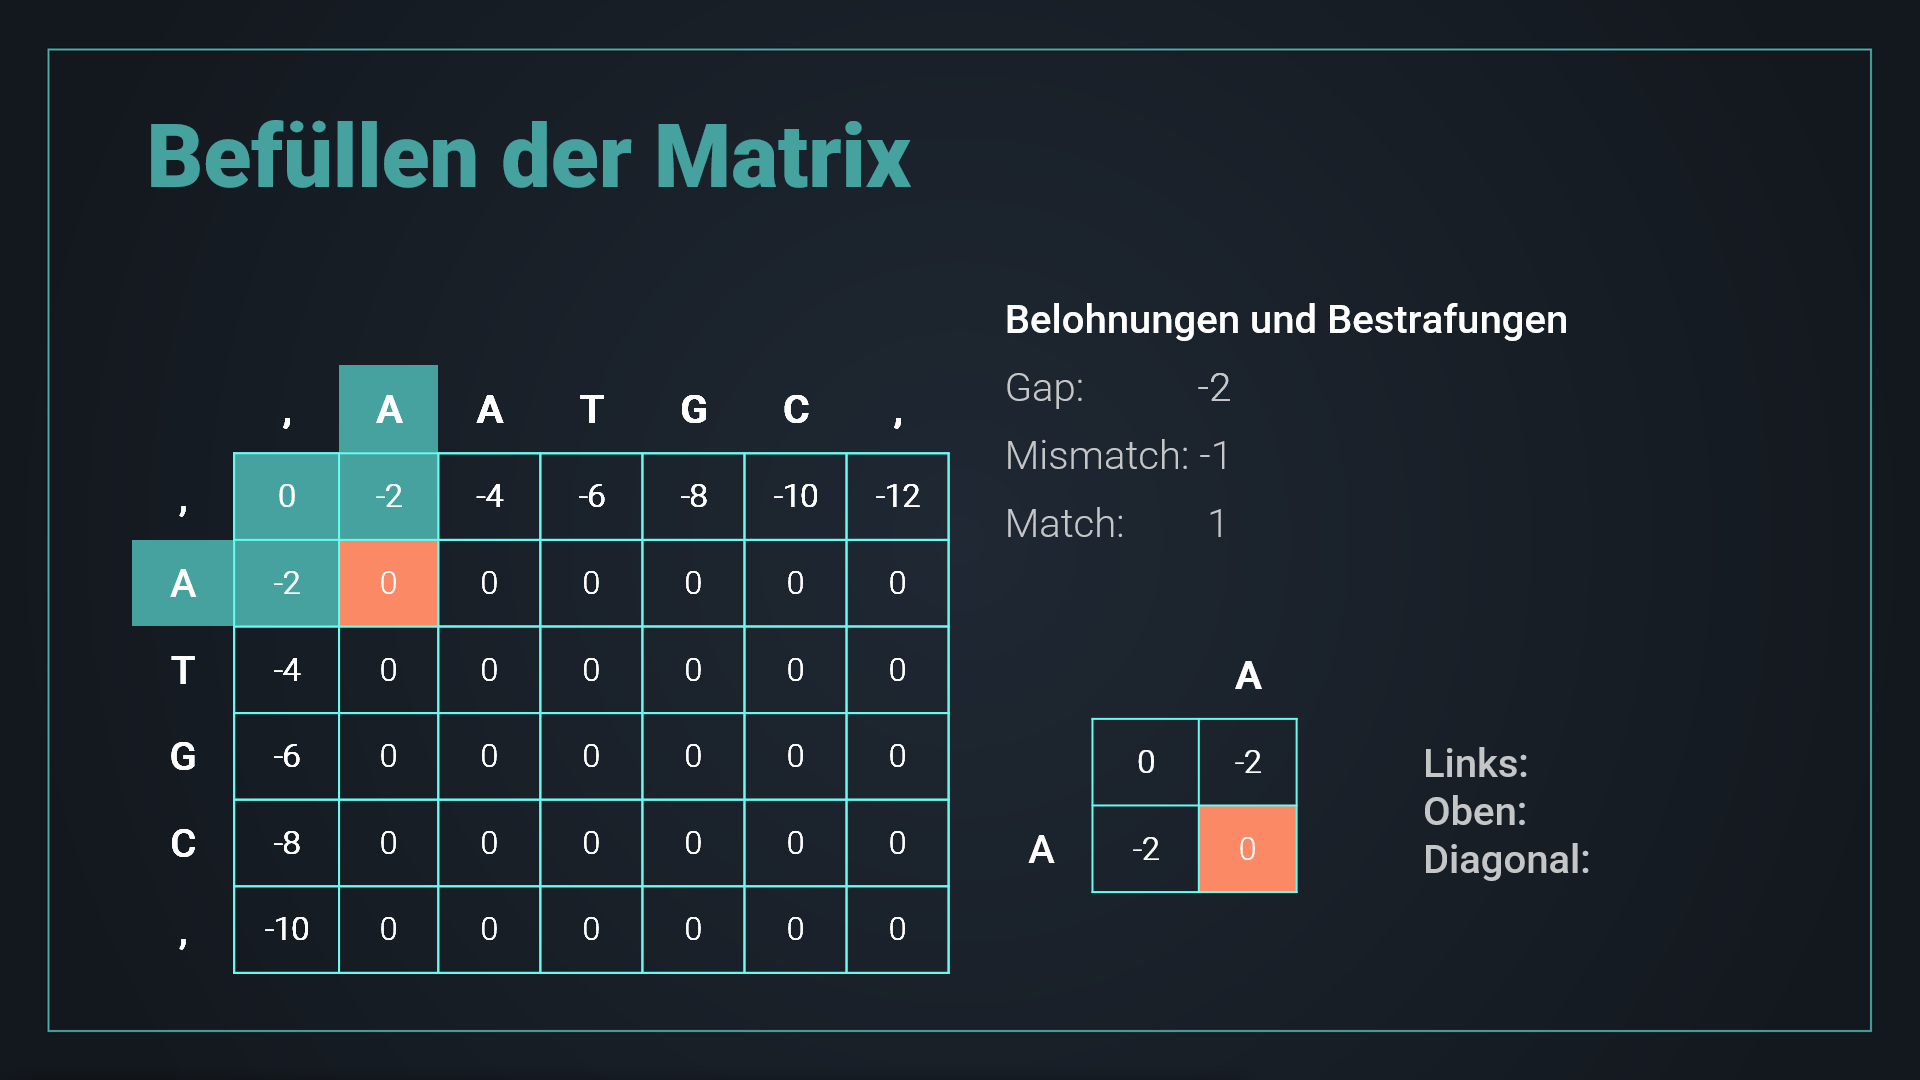 Befüllen der Matrix
Belohnungen und Bestrafungen
Gap: -2
Mismatch: -1
Match: 1
, A A T G C ,
, 0 -2 -4 -6 -8 -10 -12
A -2 0 0 0 0 0 0
T -4 0 0 0 0 0 0
G -6 0 0 0 0 0 0
C -8 0 0 0 0 0 0
, -10 0 0 0 0 0 0
A
0 -2
A -2 0
Links:
Oben:
Diagonal: